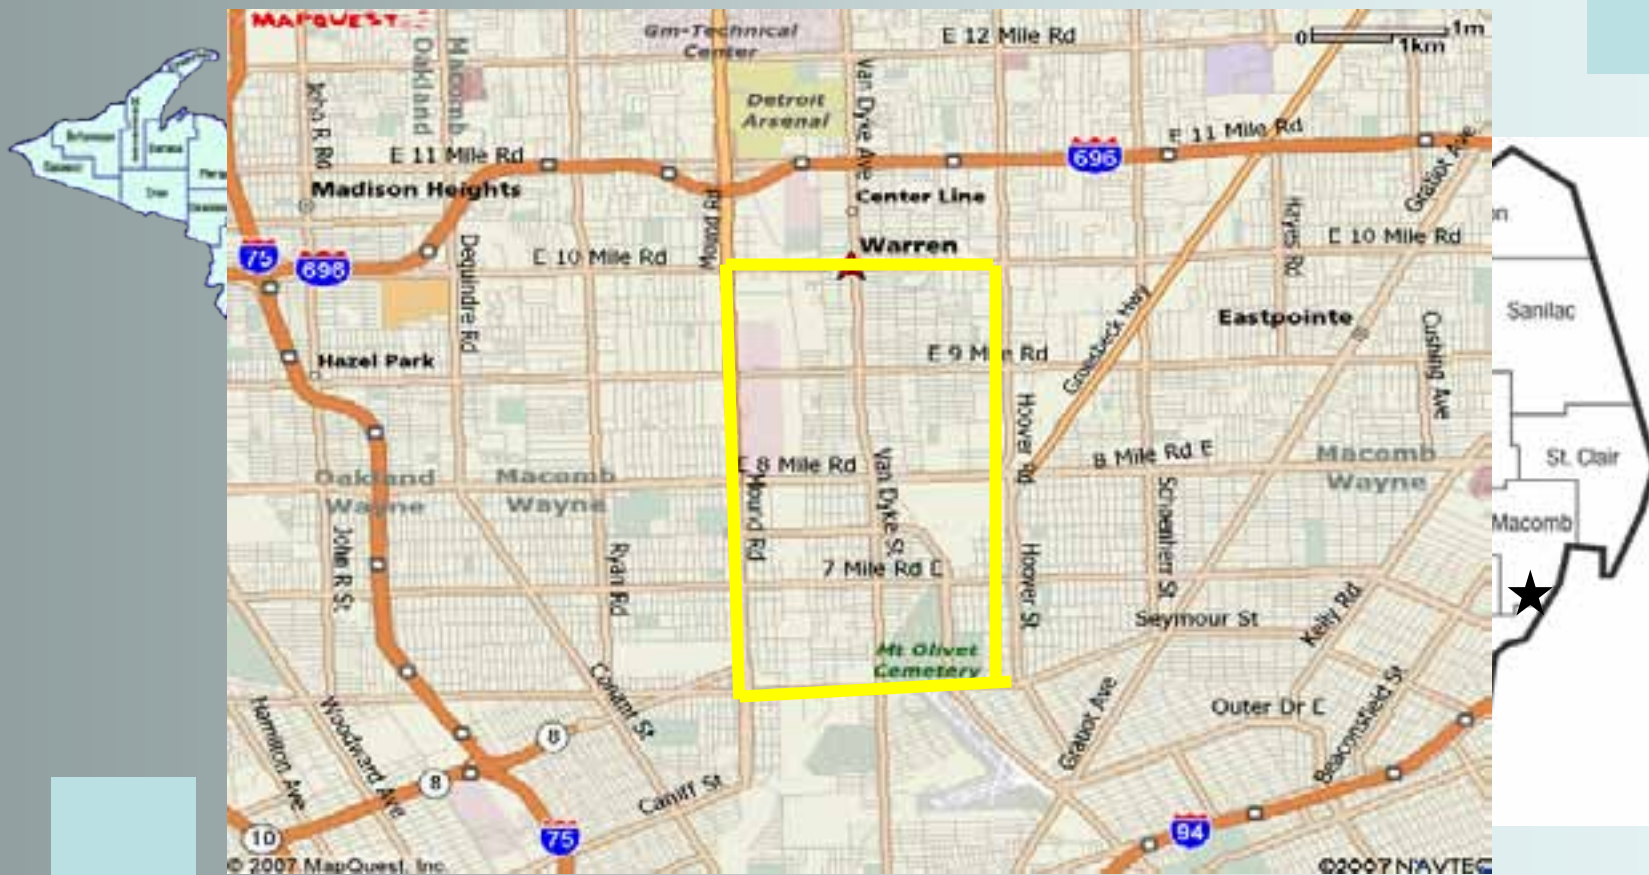 MAPQUEST
Gm-Technical
Center
E 12 Mile Rd
0
1m
1km
Oakland
Macomb
John R Rd
Detroit
Arsenal
Van Dyke Ave
E 11 Mile Rd
696
E 11 Mile Rd
Gratiot Ave
Madison Heights
Mound Rd
Center Line
Hayes Rd
Warren
E 10 Mile Rd
75
696
E 10 Mile Rd
Dequindre Rd
Groesbeck Hwy
Eastpointe
Cushing Ave
Sanilac
Hazel Park
E 9 Mile Rd
Hoover Rd
E 8 Mile Rd
8 Mile Rd E
St. Clair
Oakland
Wayne
Macomb
Wayne
Macomb
Wayne
Mound Rd
Van Dyke St
Schoenherr St
Macomb
John R St
Ryan Rd
7 Mile Rd E
Hoover St
Seymour St
Kelly Rd
Mt Olivet
Cemetery
Conant St
Hamilton Ave
Woodward Ave
Gratiot Ave
Outer Dr E
Beaconsfield St
8
8
Caniff St
10
75
94
© 2007 MapQuest, Inc
©2007 NAVTEQ